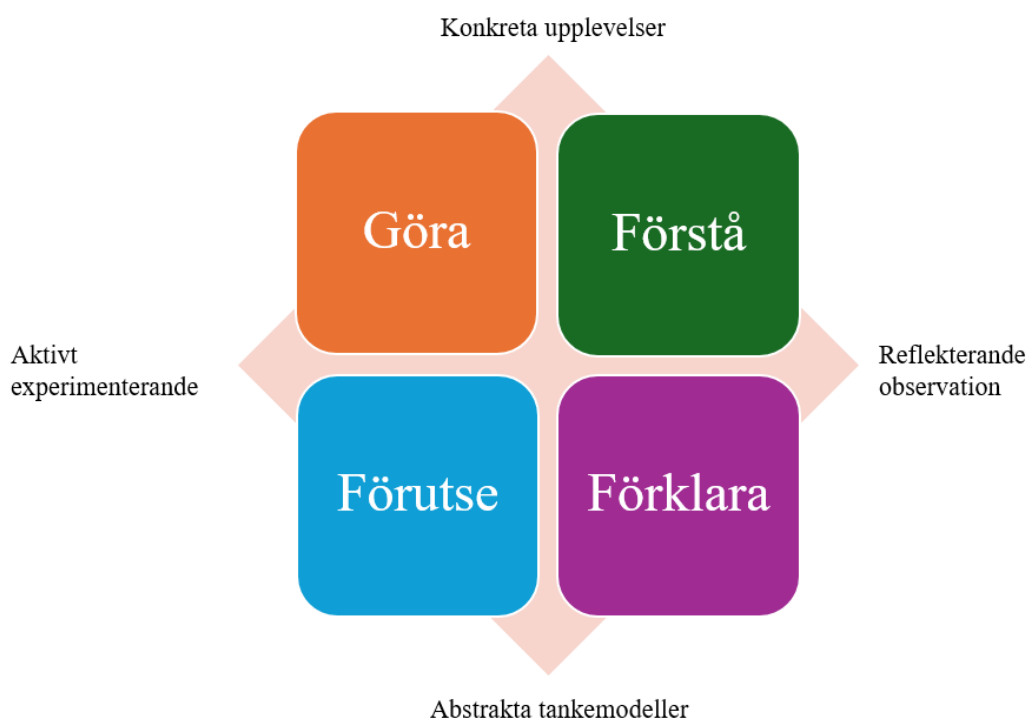 Konkreta upplevelser
Göra
Förstå
Aktivt
experimenterande
Reflekterande
observation
Förutse
Förklara
Abstrakta tankemodeller